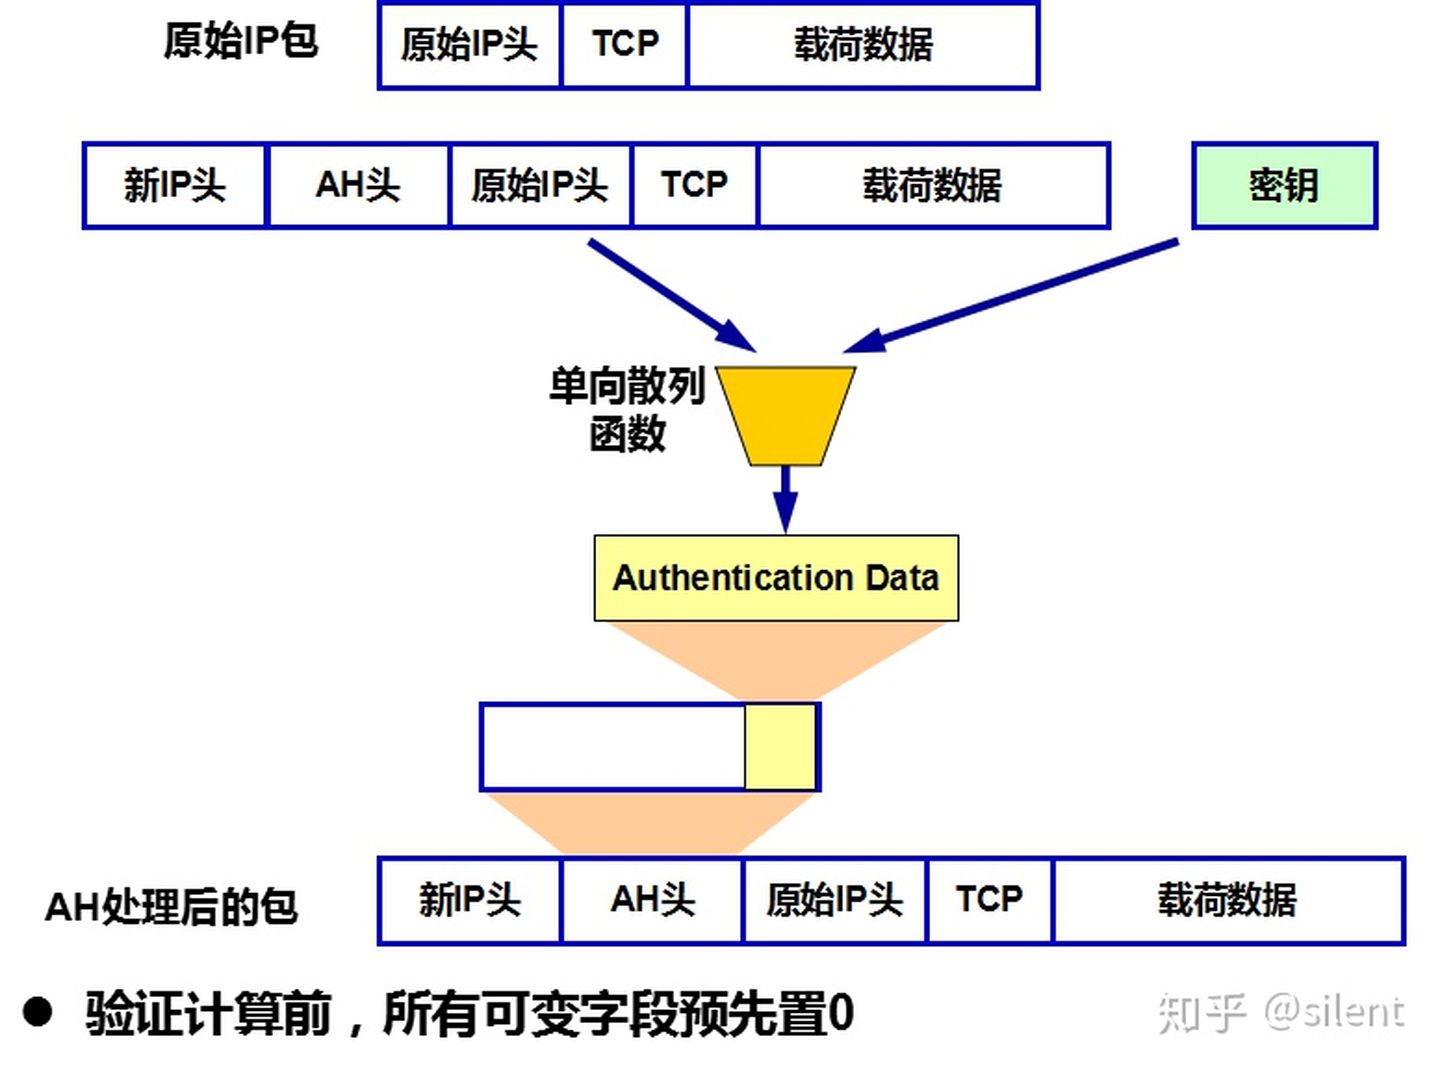 原始IP包
原始IP头 TCP 载荷数据
新IP头 AH头 原始IP头 TCP 载荷数据 密钥
单向散列
函数
Authentication Data
AH处理后的包
新IP头 AH头 原始IP头 TCP 载荷数据
● 验证计算前，所有可变字段预先置0
知乎 @silent